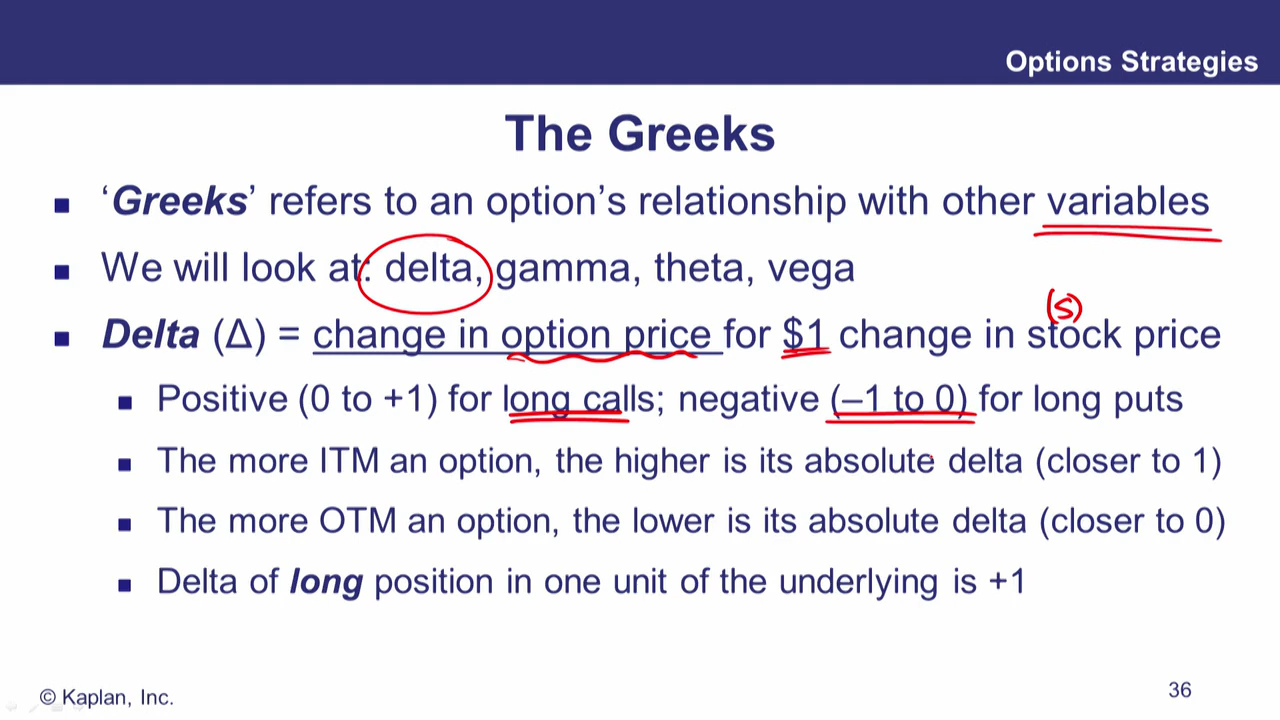 Options Strategies
The Greeks
‘Greeks’ refers to an option’s relationship with other variables
We will look at: delta, gamma, theta, vega
(S)
Delta (Δ) = change in option price for $1 change in stock price
Positive (0 to +1) for long calls; negative (–1 to 0) for long puts
The more ITM an option, the higher is its absolute delta (closer to 1)
The more OTM an option, the lower is its absolute delta (closer to 0)
Delta of long position in one unit of the underlying is +1
© Kaplan, Inc.
36